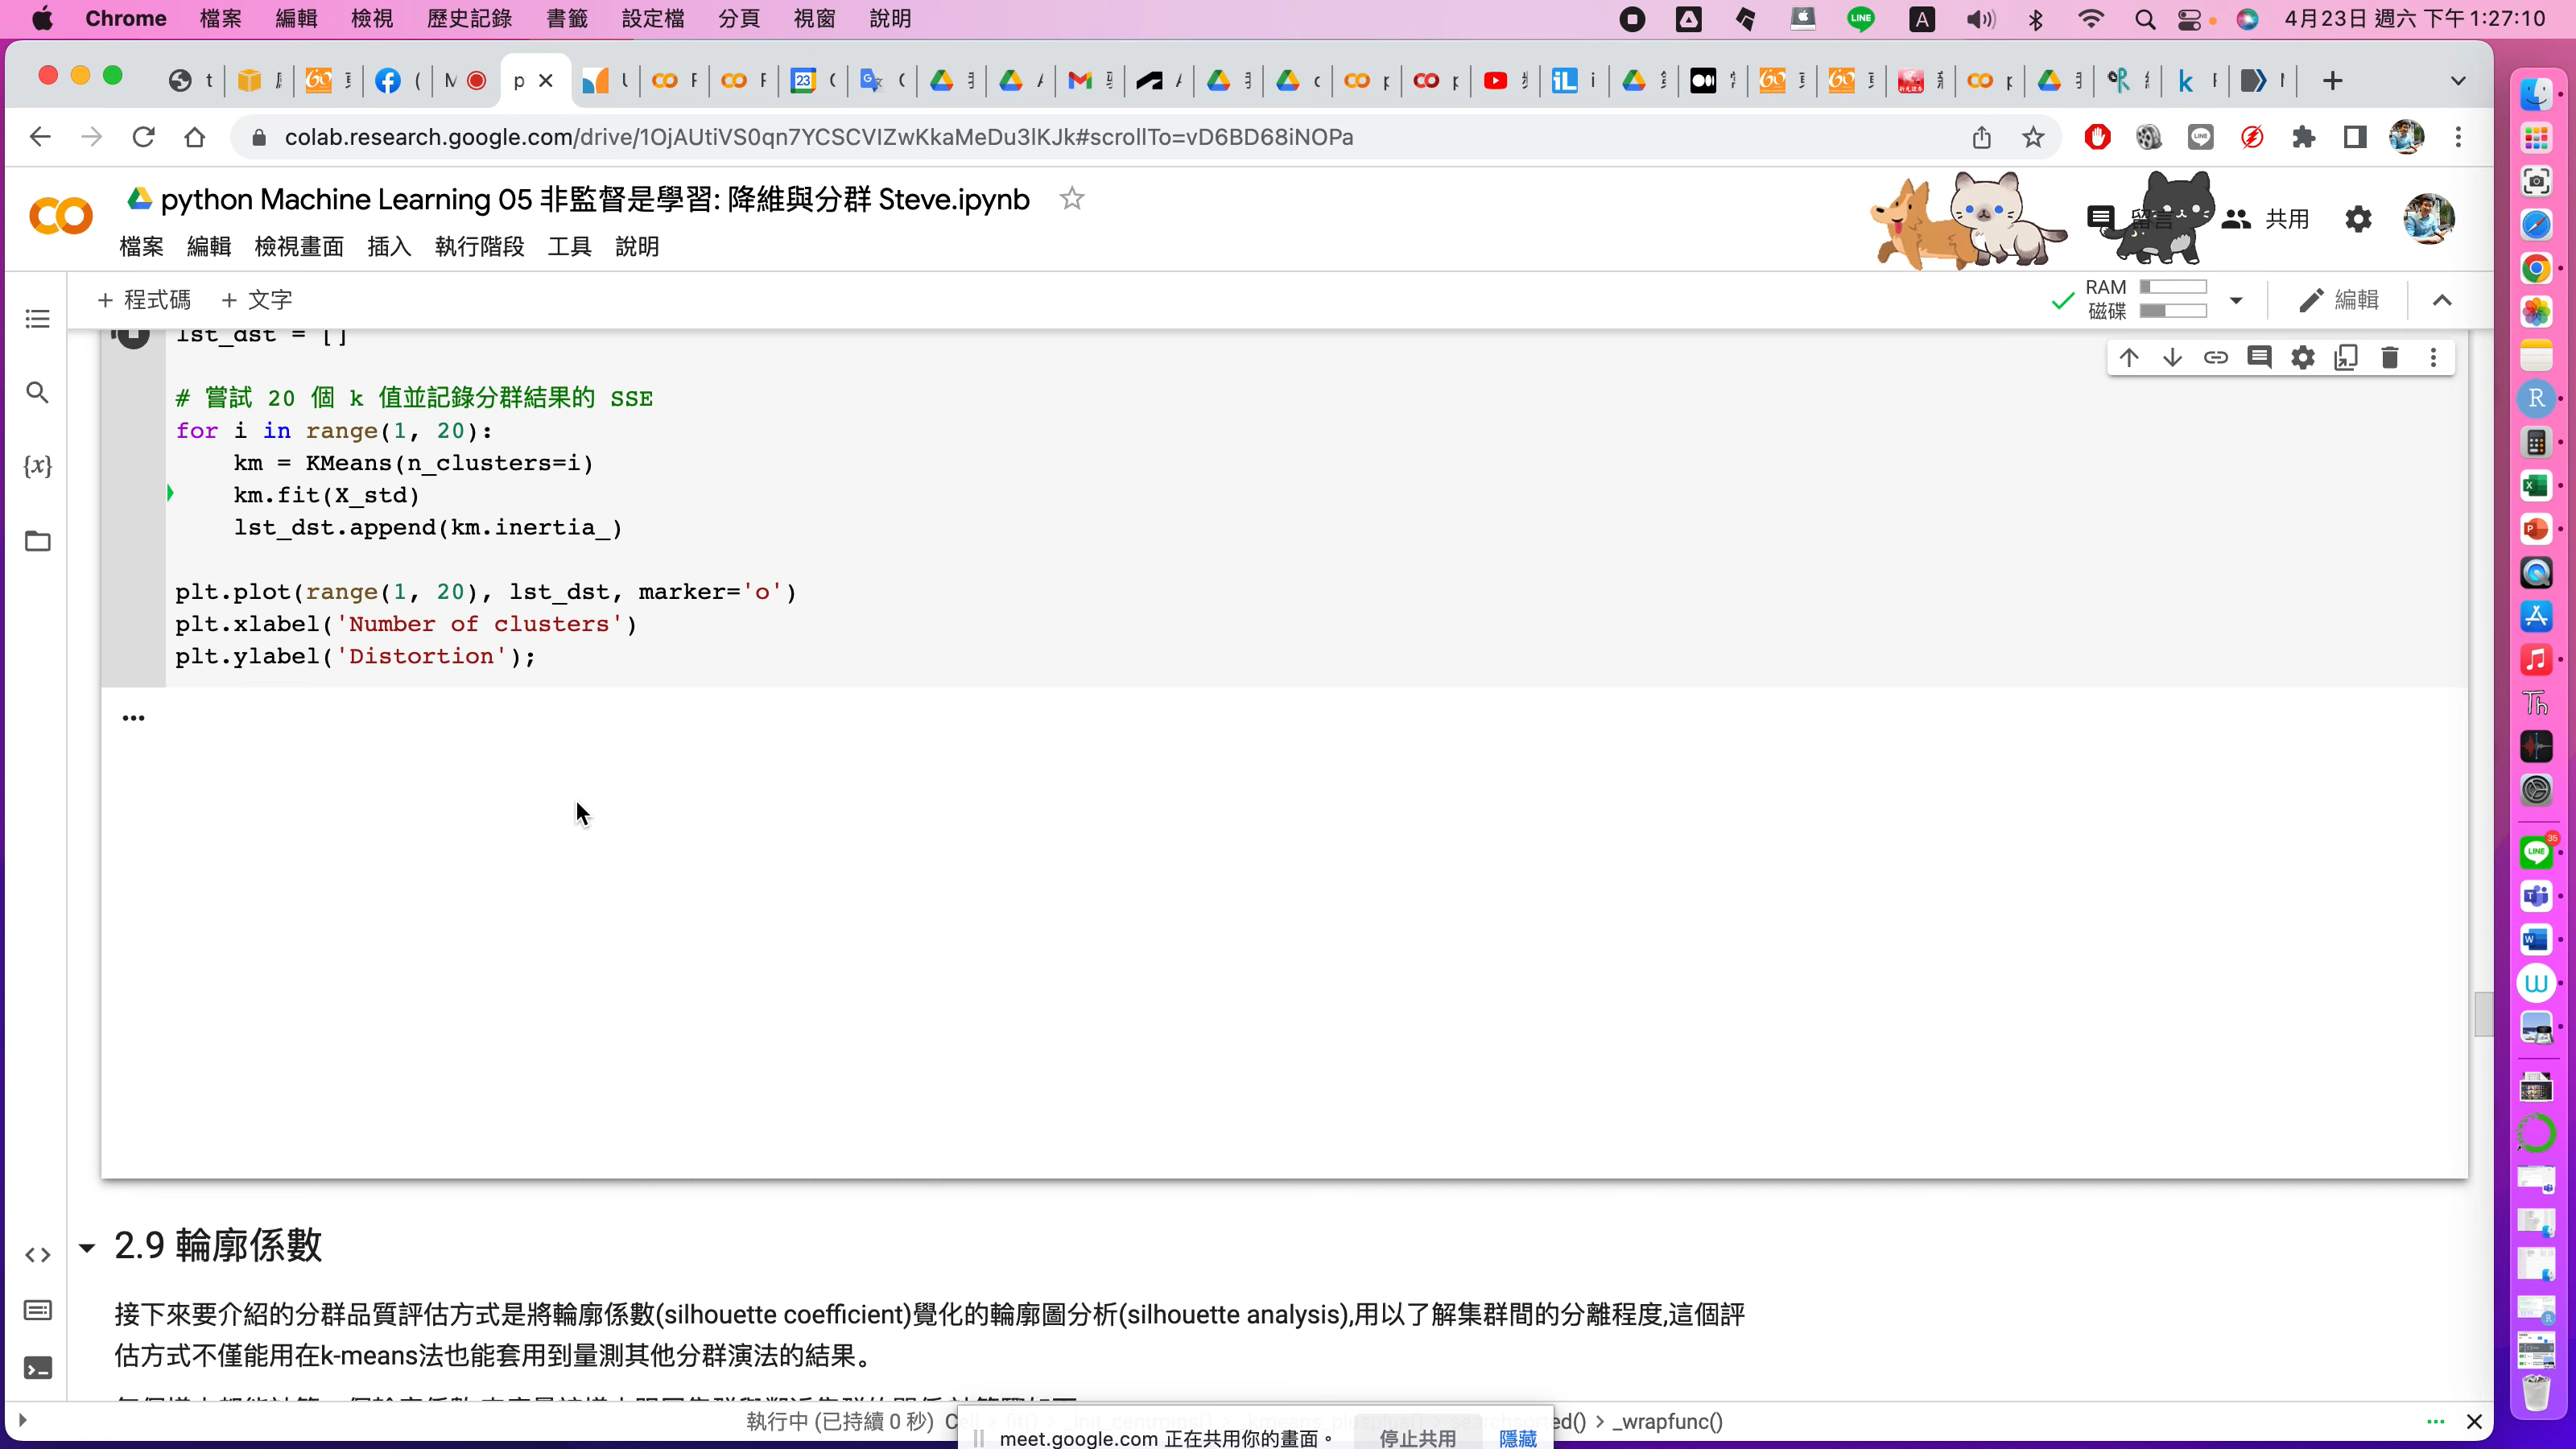 Chrome 檔案 編輯 檢視 歷史記錄 書籤 設定檔 分頁 視窗 說明
LINE A 4月23日 週六 下午 1:27:10
colab.research.google.com/drive/1OjAUtiVS0qn7YCSCVIZwKkaMeDu3lKJk#scrollTo=vD6BD68iNOPa
python Machine Learning 05 非監督是學習: 降維與分群 Steve.ipynb
留言 共用
檔案 編輯 檢視畫面 插入 執行階段 工具 說明
+ 程式碼 + 文字
RAM
磁碟
編輯
lst_dst = []
# 嘗試 20 個 k 值並記錄分群結果的 SSE
for i in range(1, 20):
km = KMeans(n_clusters=i)
km.fit(X_std)
lst_dst.append(km.inertia_)
plt.plot(range(1, 20), lst_dst, marker='o')
plt.xlabel('Number of clusters')
plt.ylabel('Distortion');
2.9 輪廓係數
接下來要介紹的分群品質評估方式是將輪廓係數(silhouette coefficient)覺化的輪廓圖分析(silhouette analysis),用以了解集群間的分離程度,這個評
估方式不僅能用在k-means法也能套用到量測其他分群演法的結果。
執行中 (已持續 0 秒) > _wrapfunc()
meet.google.com 正在共用你的畫面。 停止共用 隱藏